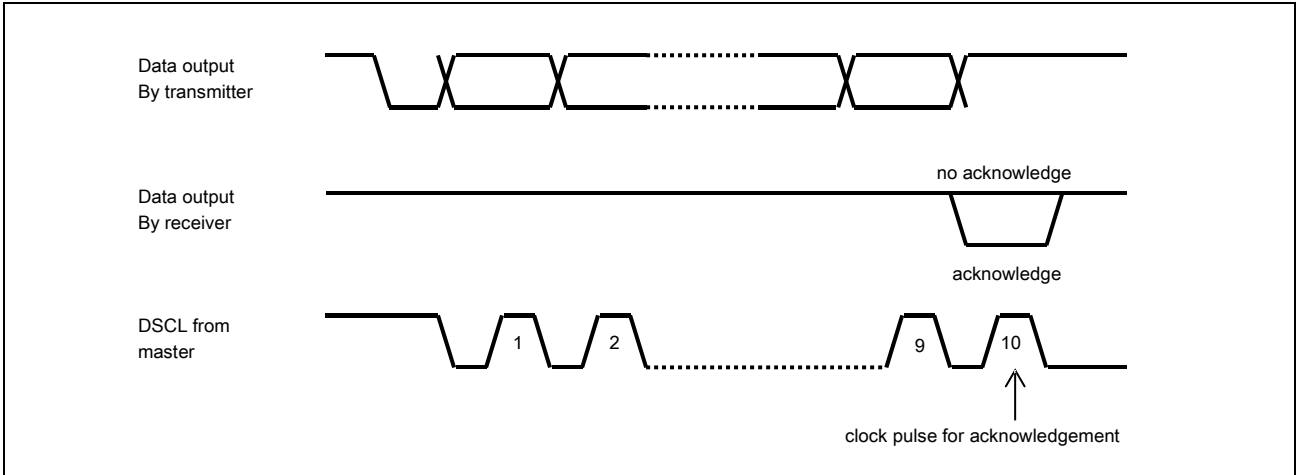 Data output
By transmitter
no acknowledge
Data output
By receiver
acknowledge
DSCL from
master
1
2
9
10
clock pulse for acknowledgement